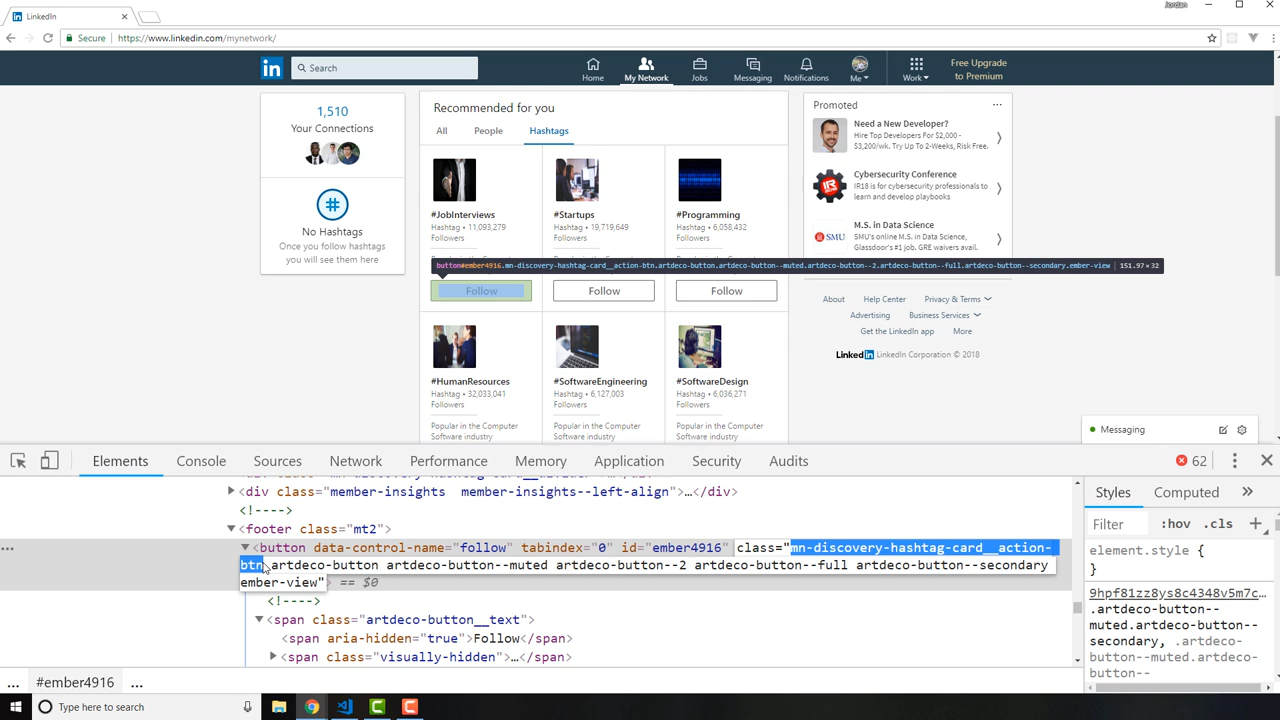 Jordan
LinkedIn
Secure https://www.linkedin.com/mynetwork/
in Search Home My Network Jobs Messaging Notifications Me Work Free Upgrade to Premium
1,510
Your Connections
#
No Hashtags
Once you follow hashtags
you will see them here
Recommended for you
All People Hashtags
#JobInterviews
Hashtag • 11,093,279
Followers
#Startups
Hashtag • 19,719,649
Followers
#Programming
Hashtag • 6,058,432
Followers
button#ember4916.mn-discovery-hashtag-card__action-btn.artdeco-button.artdeco-button--muted.artdeco-button--2.artdeco-button--full.artdeco-button--secondary.ember-view 151.97 × 32
Follow Follow Follow
#HumanResources
Hashtag • 32,033,041
Followers
Popular in the Computer
Software industry
#SoftwareEngineering
Hashtag • 6,127,003
Followers
Popular in the Computer
Software industry
#SoftwareDesign
Hashtag • 6,036,271
Followers
Popular in the Computer
Software industry
Promoted ...
Need a New Developer?
Hire Top Developers For $2,000 -
$3,200/wk. Try Up To 2-Weeks, Risk Free.
IR
Cybersecurity Conference
IR18 is for cybersecurity professionals to
learn and develop playbooks
SMU
M.S. in Data Science
SMU's online M.S. in Data Science,
Glassdoor's #1 job. GRE waivers avail.
About Help Center Privacy & Terms
Advertising Business Services
Get the LinkedIn app More
Linked in LinkedIn Corporation © 2018
Messaging
Elements Console Sources Network Performance Memory Application Security Audits 62
<div class="member-insights  member-insights--left-align">…</div>
<!---->
<footer class="mt2">
... <button data-control-name="follow" tabindex="0" id="ember4916" class="mn-discovery-hashtag-card__action-
btn artdeco-button artdeco-button--muted artdeco-button--2 artdeco-button--full artdeco-button--secondary
ember-view"> == $0
<!---->
<span class="artdeco-button__text">
<span aria-hidden="true">Follow</span>
<span class="visually-hidden">…</span>
... #ember4916 ...
Styles Computed »
Filter :hov .cls +
element.style {
}
9hpf81zz8ys8c4348v5m7c…
.artdeco-button--
muted.artdeco-button--
secondary, .artdeco-
button--muted.artdeco-
button--
Type here to search